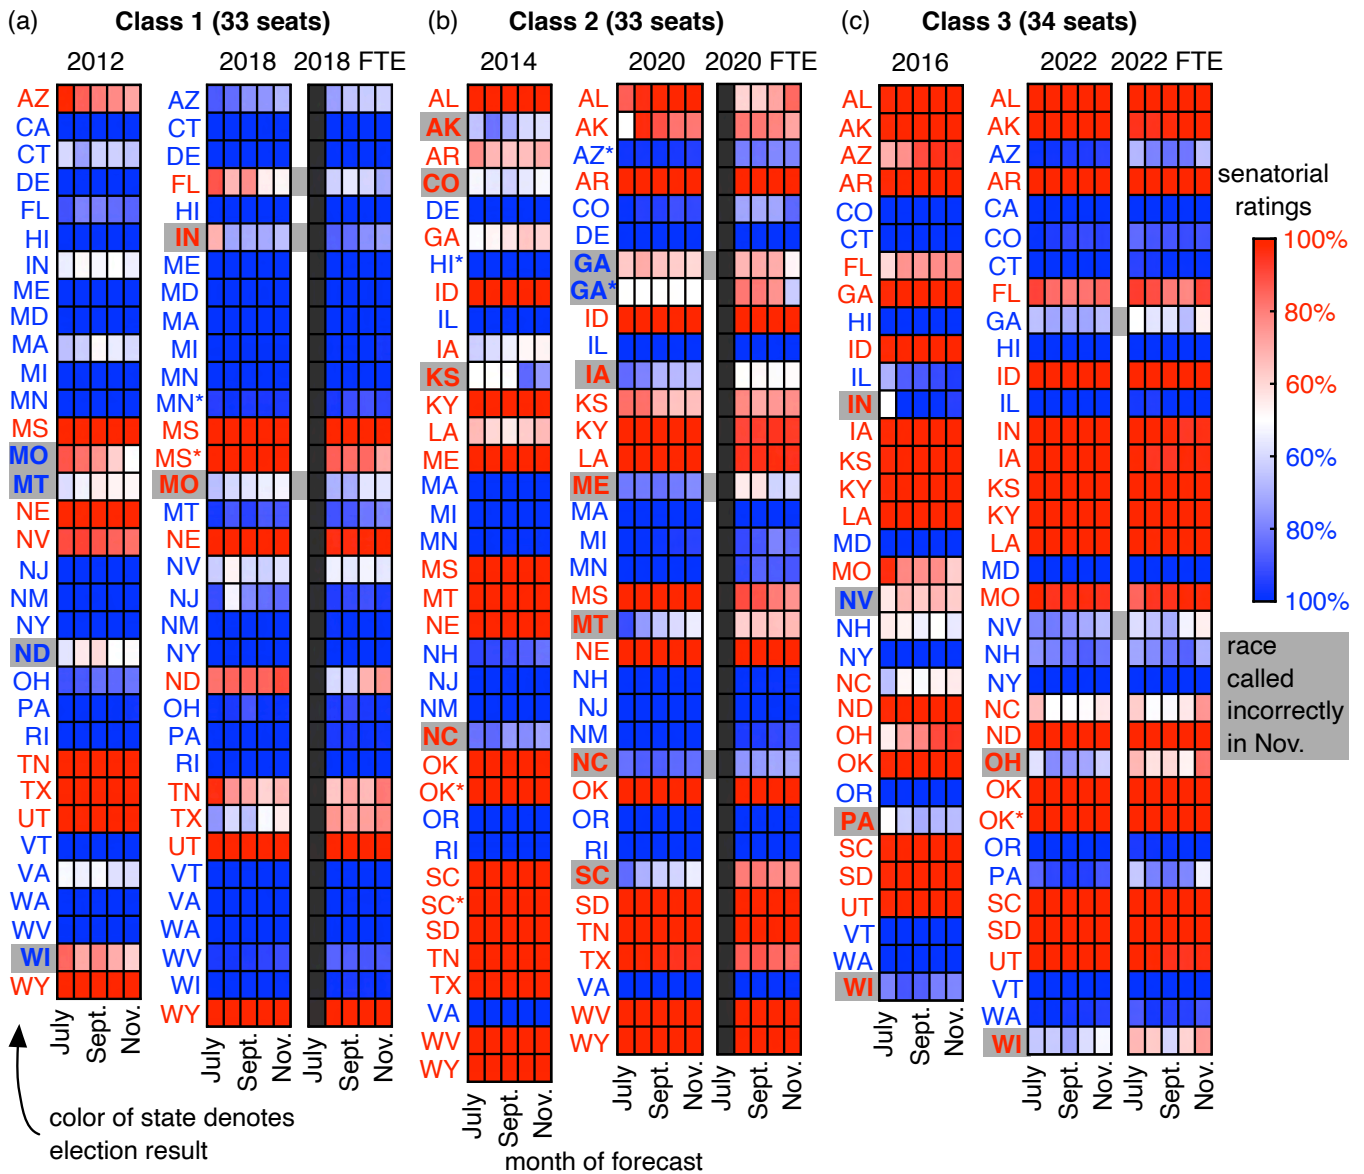 (a) Class 1 (33 seats)
2012
AZ
CA
CT
DE
FL
HI
IN
ME
MD
MA
MI
MN
MS
MO
MT
NE
NV
NJ
NM
NY
ND
OH
PA
RI
TN
TX
UT
VT
VA
WA
WV
WI
WY
July
Sept.
Nov.
2018
2018 FTE
AZ
CT
DE
FL
HI
IN
ME
MD
MA
MI
MN
MN*
MS
MS*
MO
MT
NE
NV
NJ
NM
NY
ND
OH
PA
RI
TN
TX
UT
VT
VA
WA
WV
WI
WY
July
Sept.
Nov.
July
Sept.
Nov.
color of state denotes
election result
(b) Class 2 (33 seats)
2014
AL
AK
AR
CO
DE
GA
HI*
ID
IL
IA
KS
KY
LA
ME
MA
MI
MN
MS
MT
NE
NH
NJ
NM
NC
OK
OK*
OR
RI
SC
SC*
SD
TN
TX
VA
WV
WY
July
Sept.
Nov.
2020
2020 FTE
AL
AK
AZ*
AR
CO
DE
GA
GA*
ID
IL
IA
KS
KY
LA
ME
MA
MI
MN
MS
MT
NE
NH
NJ
NM
NC
OK
OR
RI
SC
SD
TN
TX
VA
WV
WY
July
Sept.
Nov.
July
Sept.
Nov.
month of forecast
(c) Class 3 (34 seats)
2016
AL
AK
AZ
AR
CO
CT
FL
GA
HI
ID
IL
IN
IA
KS
KY
LA
MD
MO
NV
NH
NY
NC
ND
OH
OK
OR
PA
SC
SD
UT
VT
WA
WI
July
Sept.
Nov.
2022
2022 FTE
AL
AK
AZ
AR
CA
CO
CT
FL
GA
HI
ID
IL
IN
IA
KS
KY
LA
MD
MO
NV
NH
NY
NC
ND
OH
OK
OK*
OR
PA
SC
SD
UT
VT
WA
WI
July
Sept.
Nov.
July
Sept.
Nov.
senatorial
ratings
100%
80%
60%
60%
80%
100%
race
called
incorrectly
in Nov.